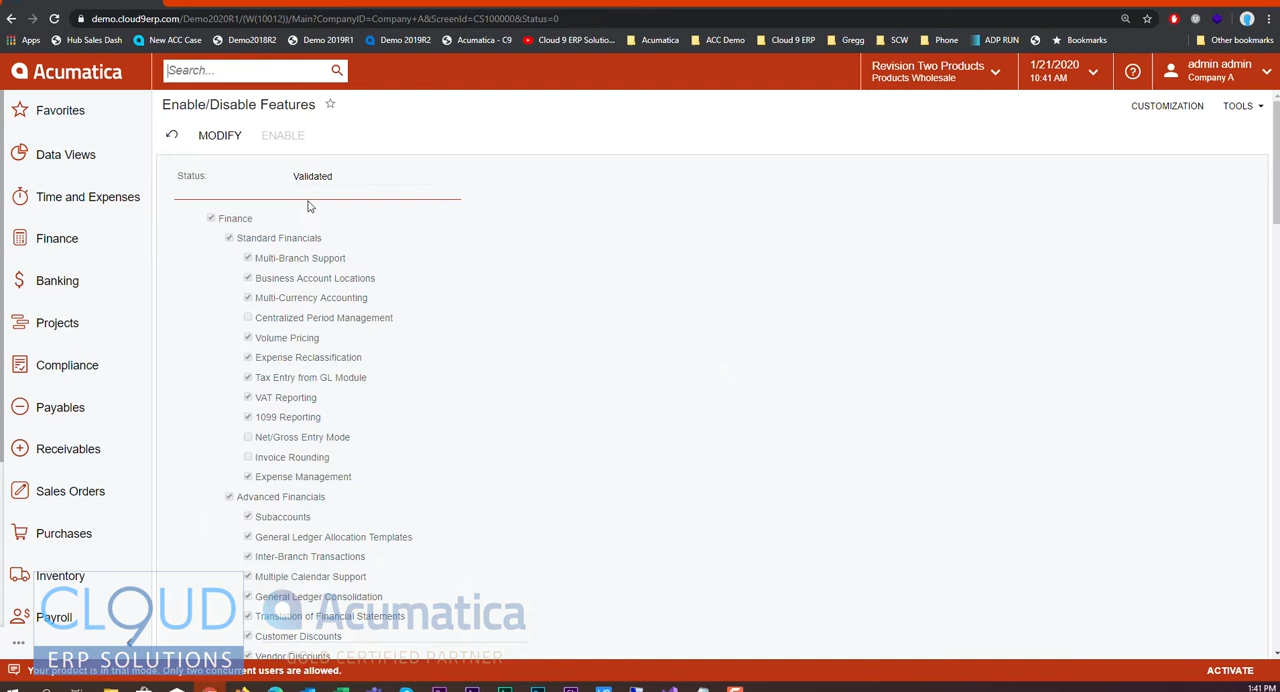 demo.cloud9erp.com/Demo2020R1/(W(10012))/Main?CompanyID=Company+A&ScreenId=CS100000&Status=0
Apps Hub Sales Dash New ACC Case Demo2018R2 Demo 2019R1 Demo 2019R2 Acumatica - C9 Cloud 9 ERP Solutio... Acumatica ACC Demo Cloud 9 ERP Gregg SCW Phone ADP RUN Bookmarks Other bookmarks
Acumatica
Search...
Revision Two Products
Products Wholesale
1/21/2020
10:41 AM
admin admin
Company A
Favorites
Data Views
Time and Expenses
Finance
Banking
Projects
Compliance
Payables
Receivables
Sales Orders
Purchases
Inventory
Payroll
Enable/Disable Features
CUSTOMIZATION TOOLS
MODIFY ENABLE
Status: Validated
Finance
Standard Financials
Multi-Branch Support
Business Account Locations
Multi-Currency Accounting
Centralized Period Management
Volume Pricing
Expense Reclassification
Tax Entry from GL Module
VAT Reporting
1099 Reporting
Net/Gross Entry Mode
Invoice Rounding
Expense Management
Advanced Financials
Subaccounts
General Ledger Allocation Templates
Inter-Branch Transactions
Multiple Calendar Support
General Ledger Consolidation
Translation of Financial Statements
Customer Discounts
Vendor Discounts
CLOUD 9
ERP SOLUTIONS
Acumatica
GOLD CERTIFIED PARTNER
Your product is in trial mode. Only two concurrent users are allowed.
ACTIVATE
1:41 PM